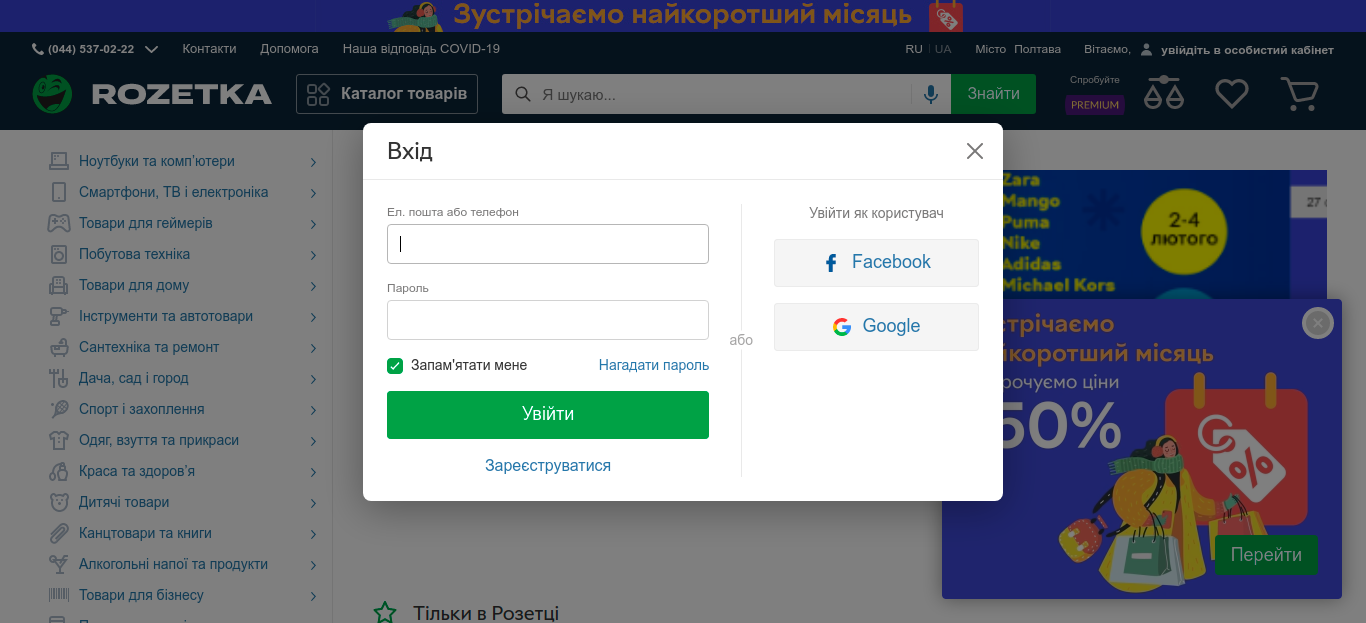 Зустрічаємо найкоротший місяць
(044) 537-02-22 Контакти Допомога Наша відповідь COVID-19 RU UA Місто Полтава Вітаємо, увійдіть в особистий кабінет
ROZETKA Каталог товарів Я шукаю... Знайти
Спробуйте
PREMIUM
Вхід
Ел. пошта або телефон
Пароль
Запам'ятати мене Нагадати пароль
Увійти
Зареєструватися
або
Увійти як користувач
Facebook
Google
Ноутбуки та комп'ютери
Смартфони, ТВ і електроніка
Товари для геймерів
Побутова техніка
Товари для дому
Інструменти та автотовари
Сантехніка та ремонт
Дача, сад і город
Спорт і захоплення
Одяг, взуття та прикраси
Краса та здоров'я
Дитячі товари
Канцтовари та книги
Алкогольні напої та продукти
Товари для бізнесу
Zara
Mango
Puma
Nike
Adidas
Michael Kors
2-4
лютого
27
стрічаємо
йкоротший місяць
рочуємо ціни
50%
%
Перейти
Тільки в Розетці